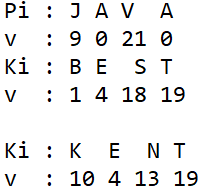 Pi : J A V A
v : 9 0 21 0
Ki : B E S T
v : 1 4 18 19
Ki : K E N T
v : 10 4 13 19